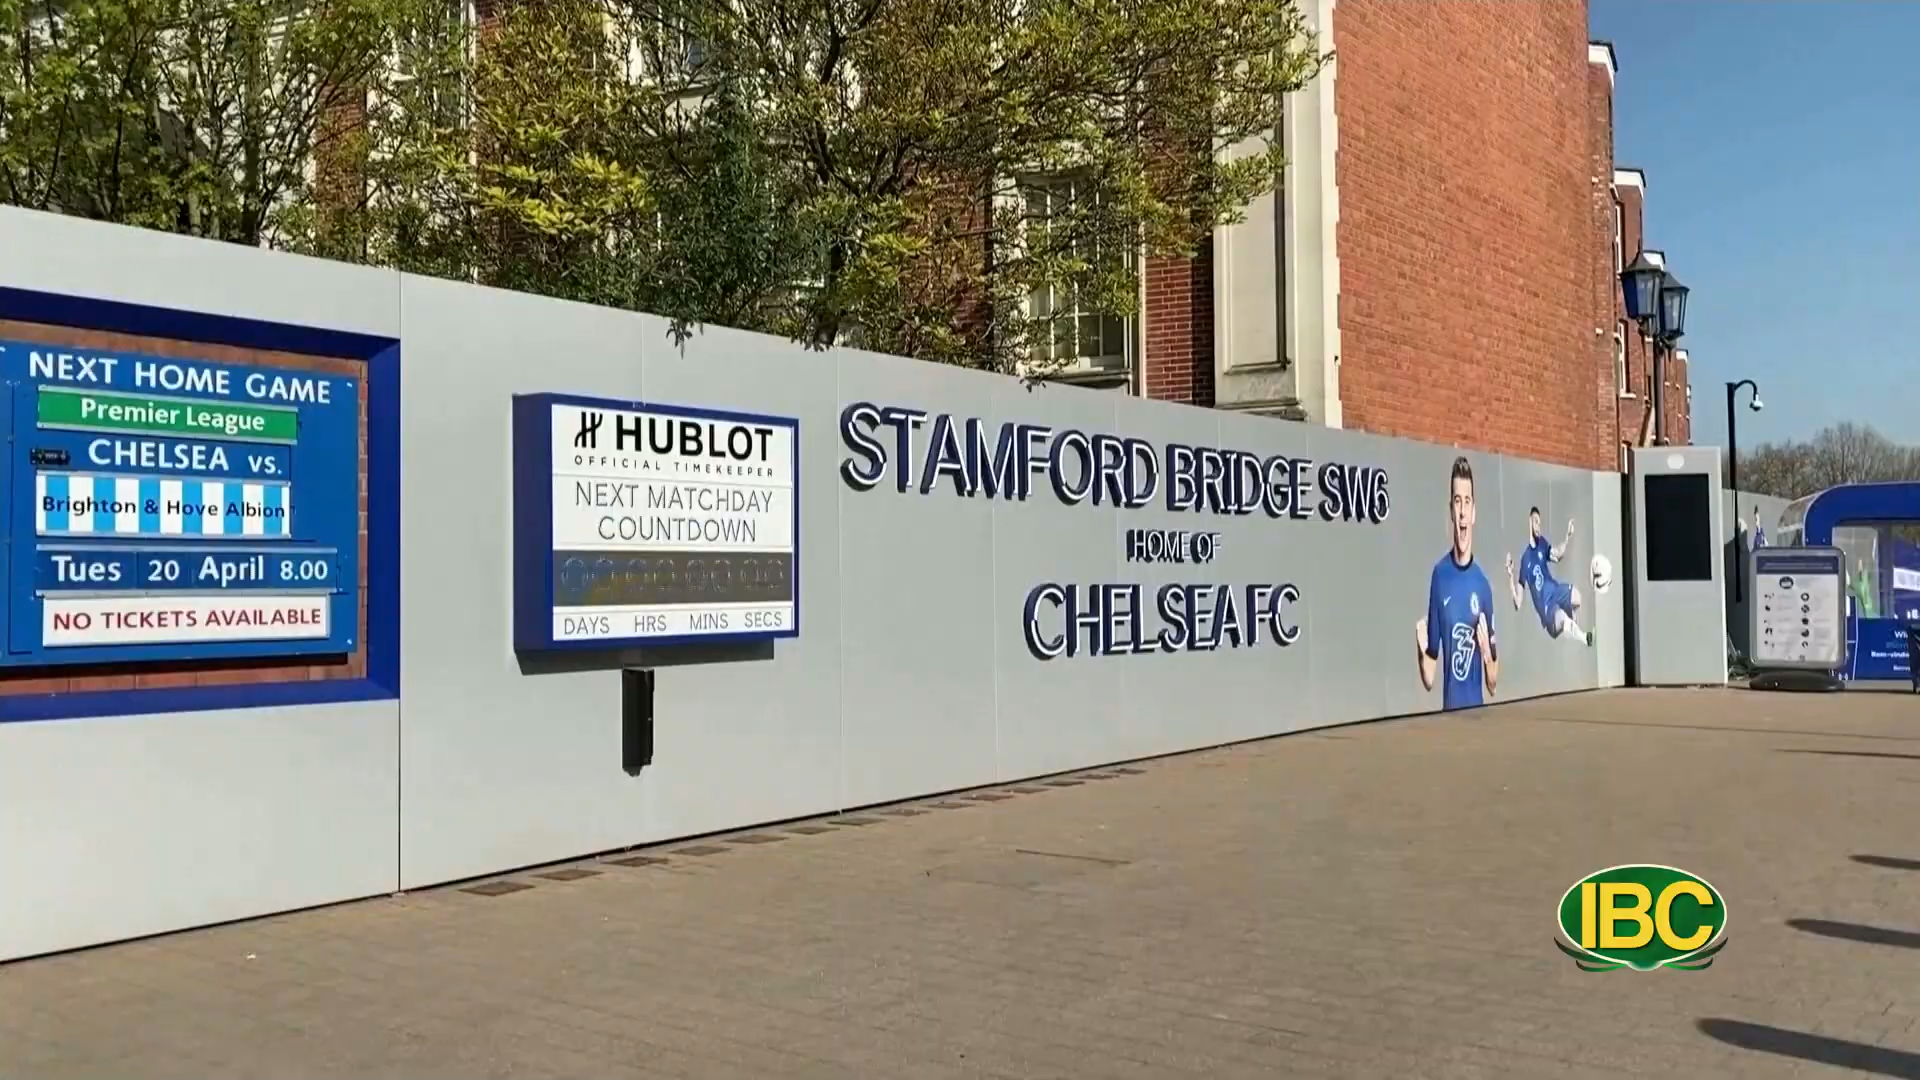 NEXT HOME GAME
Premier League
CHELSEA VS.
Brighton & Hove Albion
Tues 20 April 8.00
NO TICKETS AVAILABLE
HUBLOT
OFFICIAL TIMEKEEPER
NEXT MATCHDAY
COUNTDOWN
DAYS HRS MINS SECS
STAMFORD BRIDGE SW6
HOME OF
CHELSEA FC
3
IBC